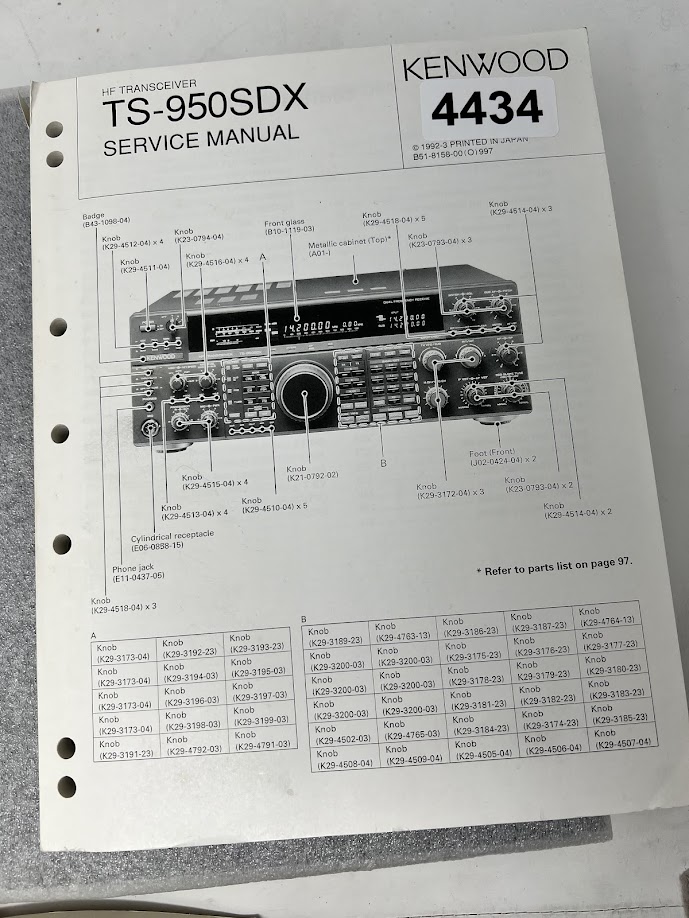 HF TRANSCEIVER
TS-950SDX
SERVICE MANUAL
KENWOOD
4434
© 1992-3 PRINTED IN JAPAN
B51-8158-00(O)997
Badge
(B43-1098-04)
Knob
(K29-4512-04) x 4
Knob
(K29-4511-04)
Knob
(K23-0794-04)
Knob
(K29-4516-04) x 4
A
Front glass
(B10-1119-03)
Metallic cabinet (Top)*
(A01-)
Knob
(K29-4518-04) x 5
Knob
(K23-0793-04) x 3
Knob
(K29-4514-04) x 3
KENWOOD
14.200.00
Knob
(K29-4515-04) x 4
Knob
(K29-4513-04) x 4
Knob
(K29-4510-04) x 5
Knob
(K21-0792-02)
B
Knob
(K29-3172-04) x 3
Foot (Front)
(J02-0424-04) x 2
Knob
(K23-0793-04) x 2
Knob
(K29-4514-04) x 2
Cylindrical receptacle
(E06-0858-15)
Phone jack
(E11-0437-05)
Knob
(K29-4518-04) x 3
* Refer to parts list on page 97.
A
Knob Knob Knob
(K29-3173-04) (K29-3192-23) (K29-3193-23)
Knob Knob Knob
(K29-3173-04) (K29-3194-03) (K29-3195-03)
Knob Knob Knob
(K29-3173-04) (K29-3196-03) (K29-3197-03)
Knob Knob Knob
(K29-3173-04) (K29-3198-03) (K29-3199-03)
Knob Knob Knob
(K29-3191-23) (K29-4792-03) (K29-4791-03)
B
Knob Knob Knob Knob Knob
(K29-3189-23) (K29-4763-13) (K29-3186-23) (K29-3187-23) (K29-4764-13)
Knob Knob Knob Knob Knob
(K29-3200-03) (K29-3200-03) (K29-3175-23) (K29-3176-23) (K29-3177-23)
Knob Knob Knob Knob Knob
(K29-3200-03) (K29-3200-03) (K29-3178-23) (K29-3179-23) (K29-3180-23)
Knob Knob Knob Knob Knob
(K29-3200-03) (K29-3200-03) (K29-3181-23) (K29-3182-23) (K29-3183-23)
Knob Knob Knob Knob Knob
(K29-4502-03) (K29-4765-03) (K29-3184-23) (K29-3174-23) (K29-3185-23)
Knob Knob Knob Knob Knob
(K29-4508-04) (K29-4509-04) (K29-4505-04) (K29-4506-04) (K29-4507-04)